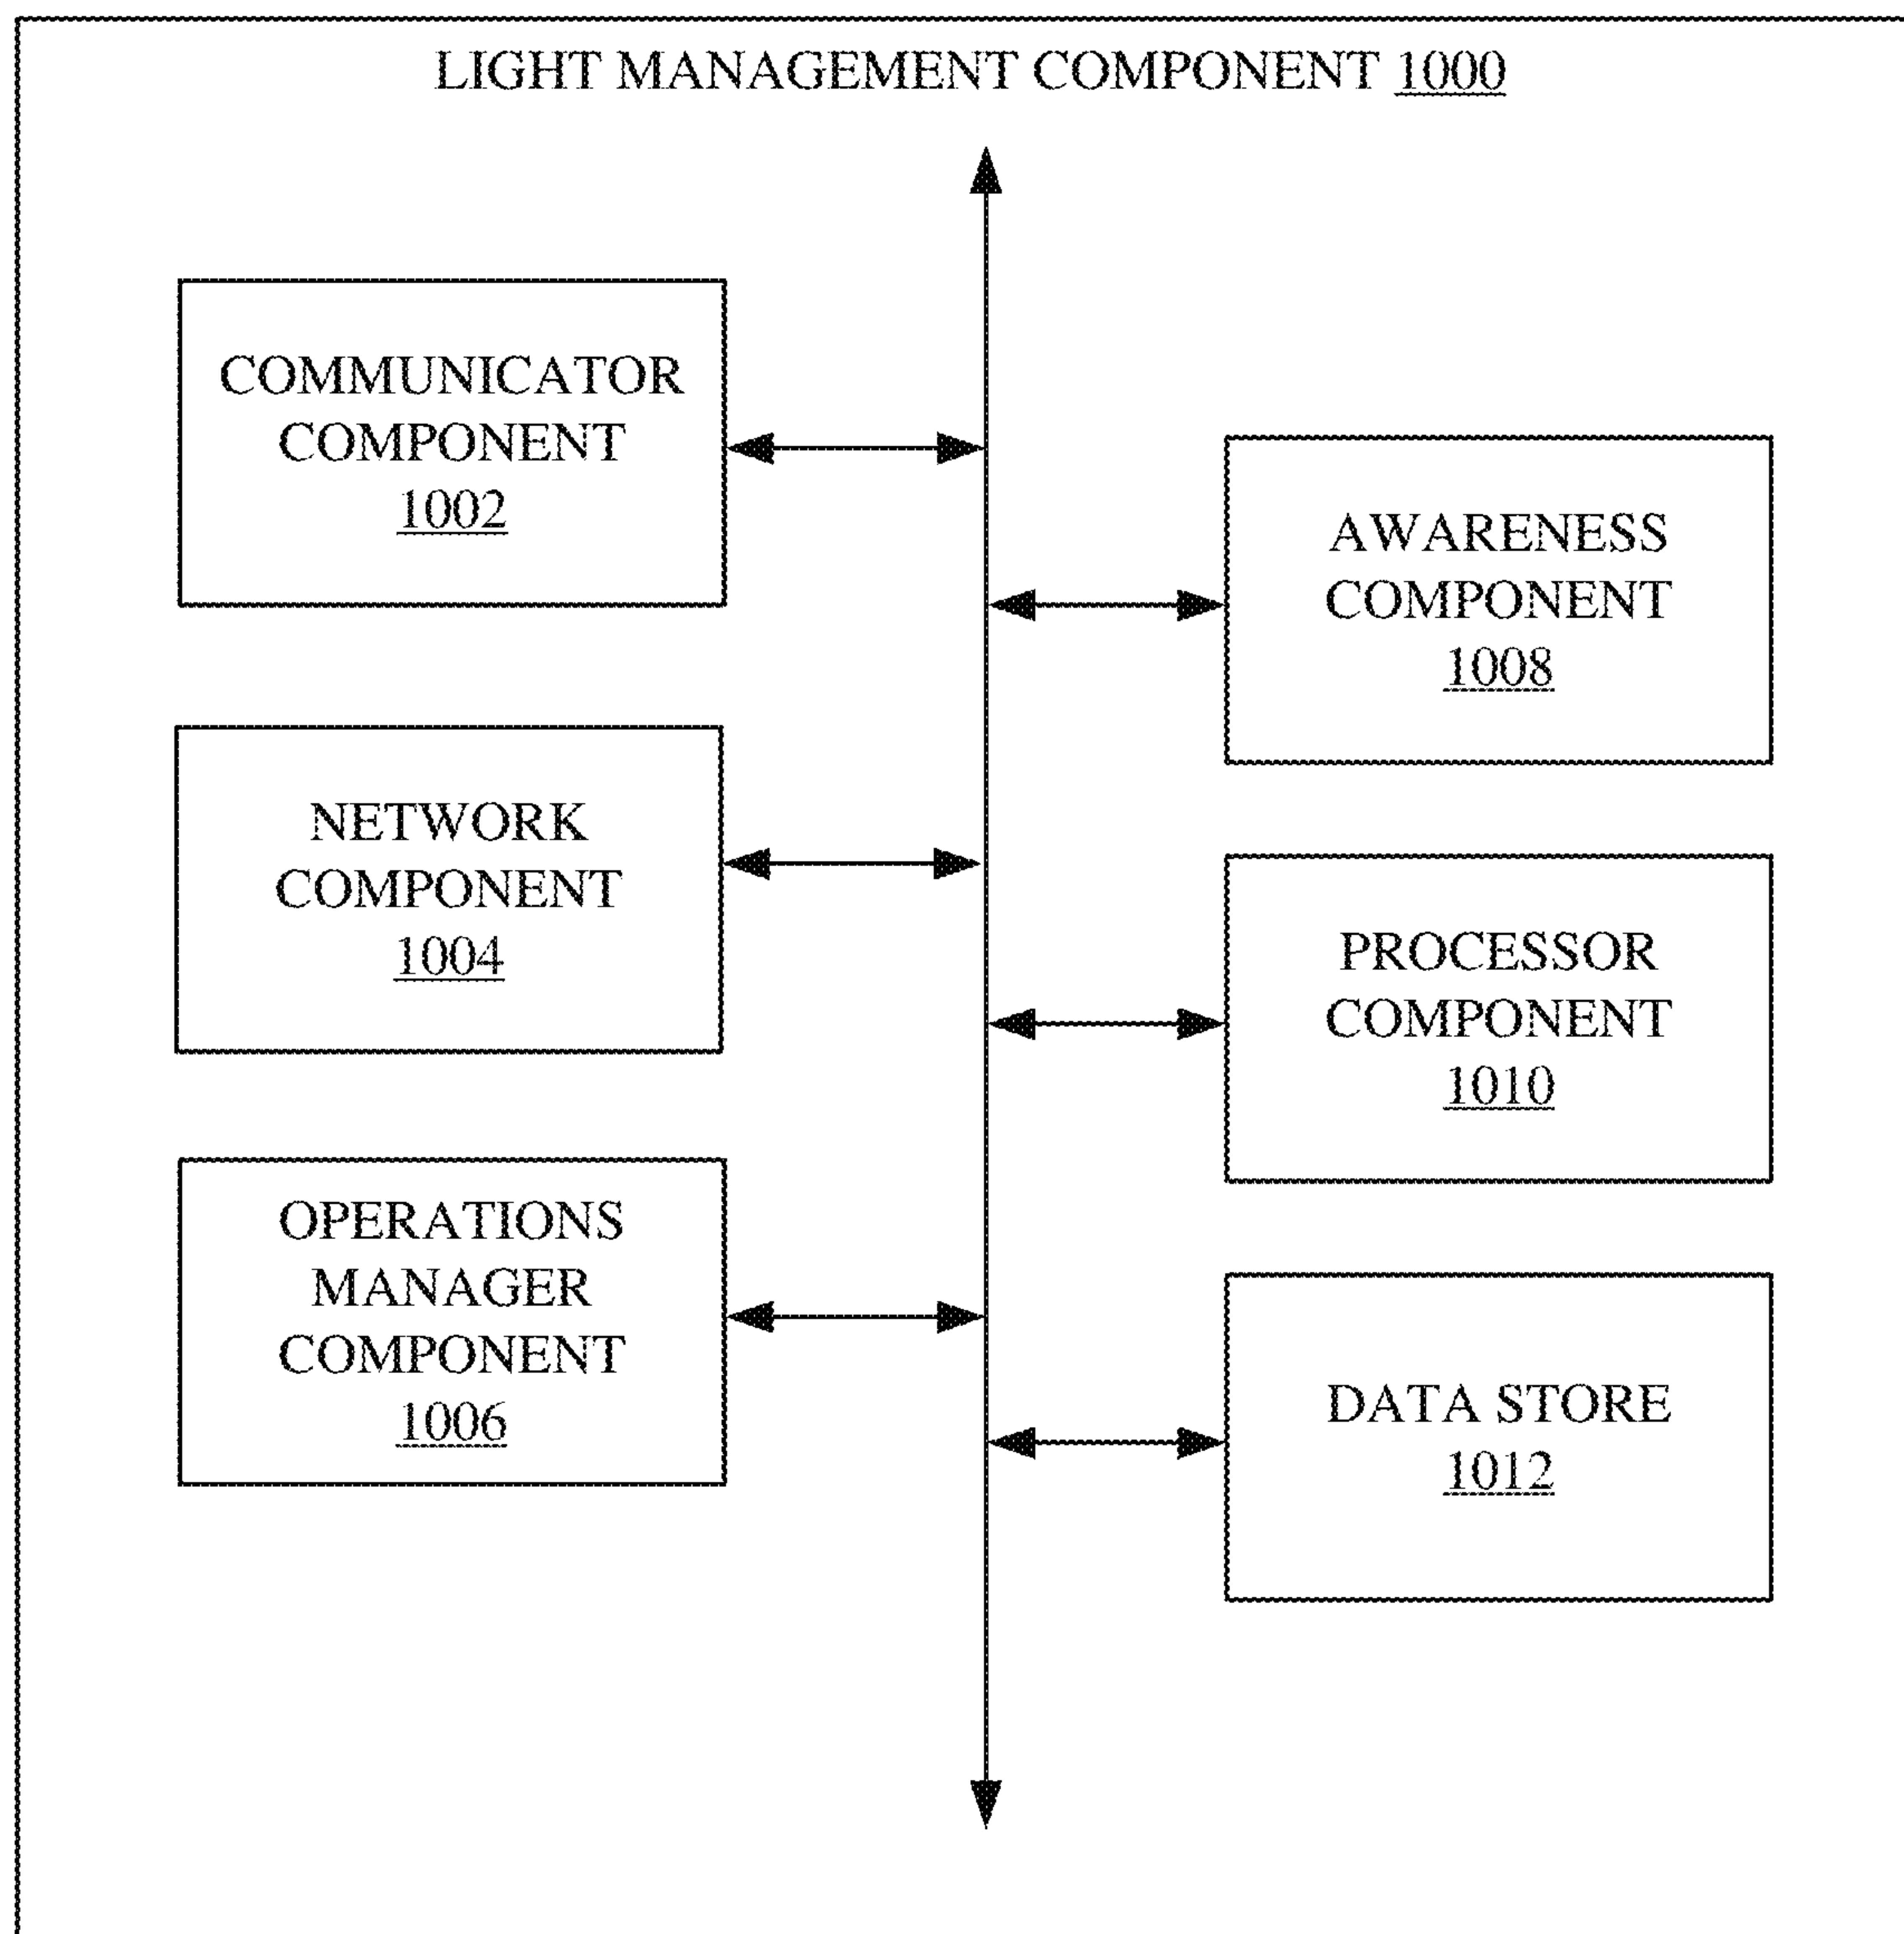 LIGHT MANAGEMENT COMPONENT 1000
COMMUNICATOR
COMPONENT
1002
AWARENESS
COMPONENT
1008
NETWORK
COMPONENT
1004
PROCESSOR
COMPONENT
1010
OPERATIONS
MANAGER
COMPONENT
1006
DATA STORE
1012